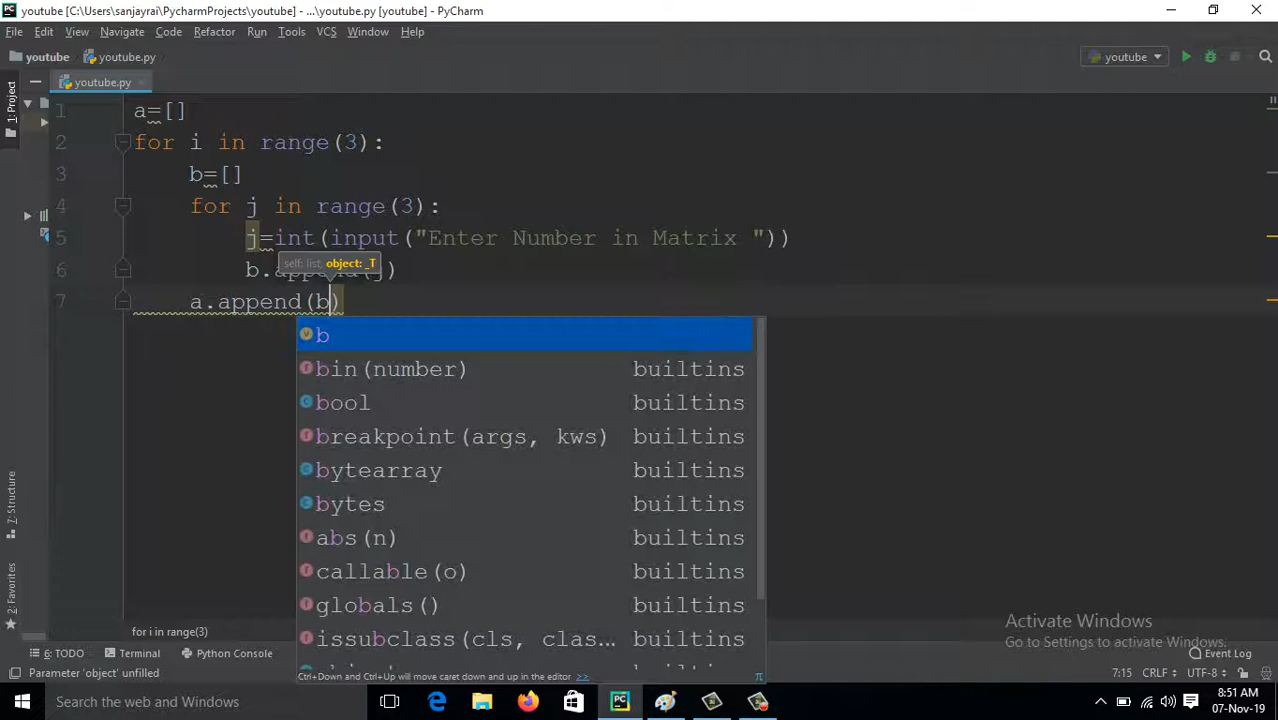 youtube [C:\Users\sanjayrai\PycharmProjects\youtube] - ...\youtube.py [youtube] - PyCharm
File Edit View Navigate Code Refactor Run Tools VCS Window Help
youtube youtube.py youtube
youtube.py
1: Project
1 a=[]
2 for i in range(3):
3 b=[]
4 for j in range(3):
5 j=int(input("Enter Number in Matrix "))
self: list, object: _T
6 b.append(j)
7 a.append(b)
b
bin(number) builtins
bool builtins
breakpoint(args, kws) builtins
bytearray builtins
bytes builtins
abs(n) builtins
callable(o) builtins
globals() builtins
issubclass(cls, clas... builtins
Ctrl+Down and Ctrl+Up will move caret down and up in the editor >> π
Z: Structure
2: Favorites
Activate Windows
Go to Settings to activate Windows.
for i in range(3)
6: TODO Terminal Python Console Event Log
Parameter 'object' unfilled 7:15 CRLF UTF-8
Search the web and Windows
8:51 AM
07-Nov-19